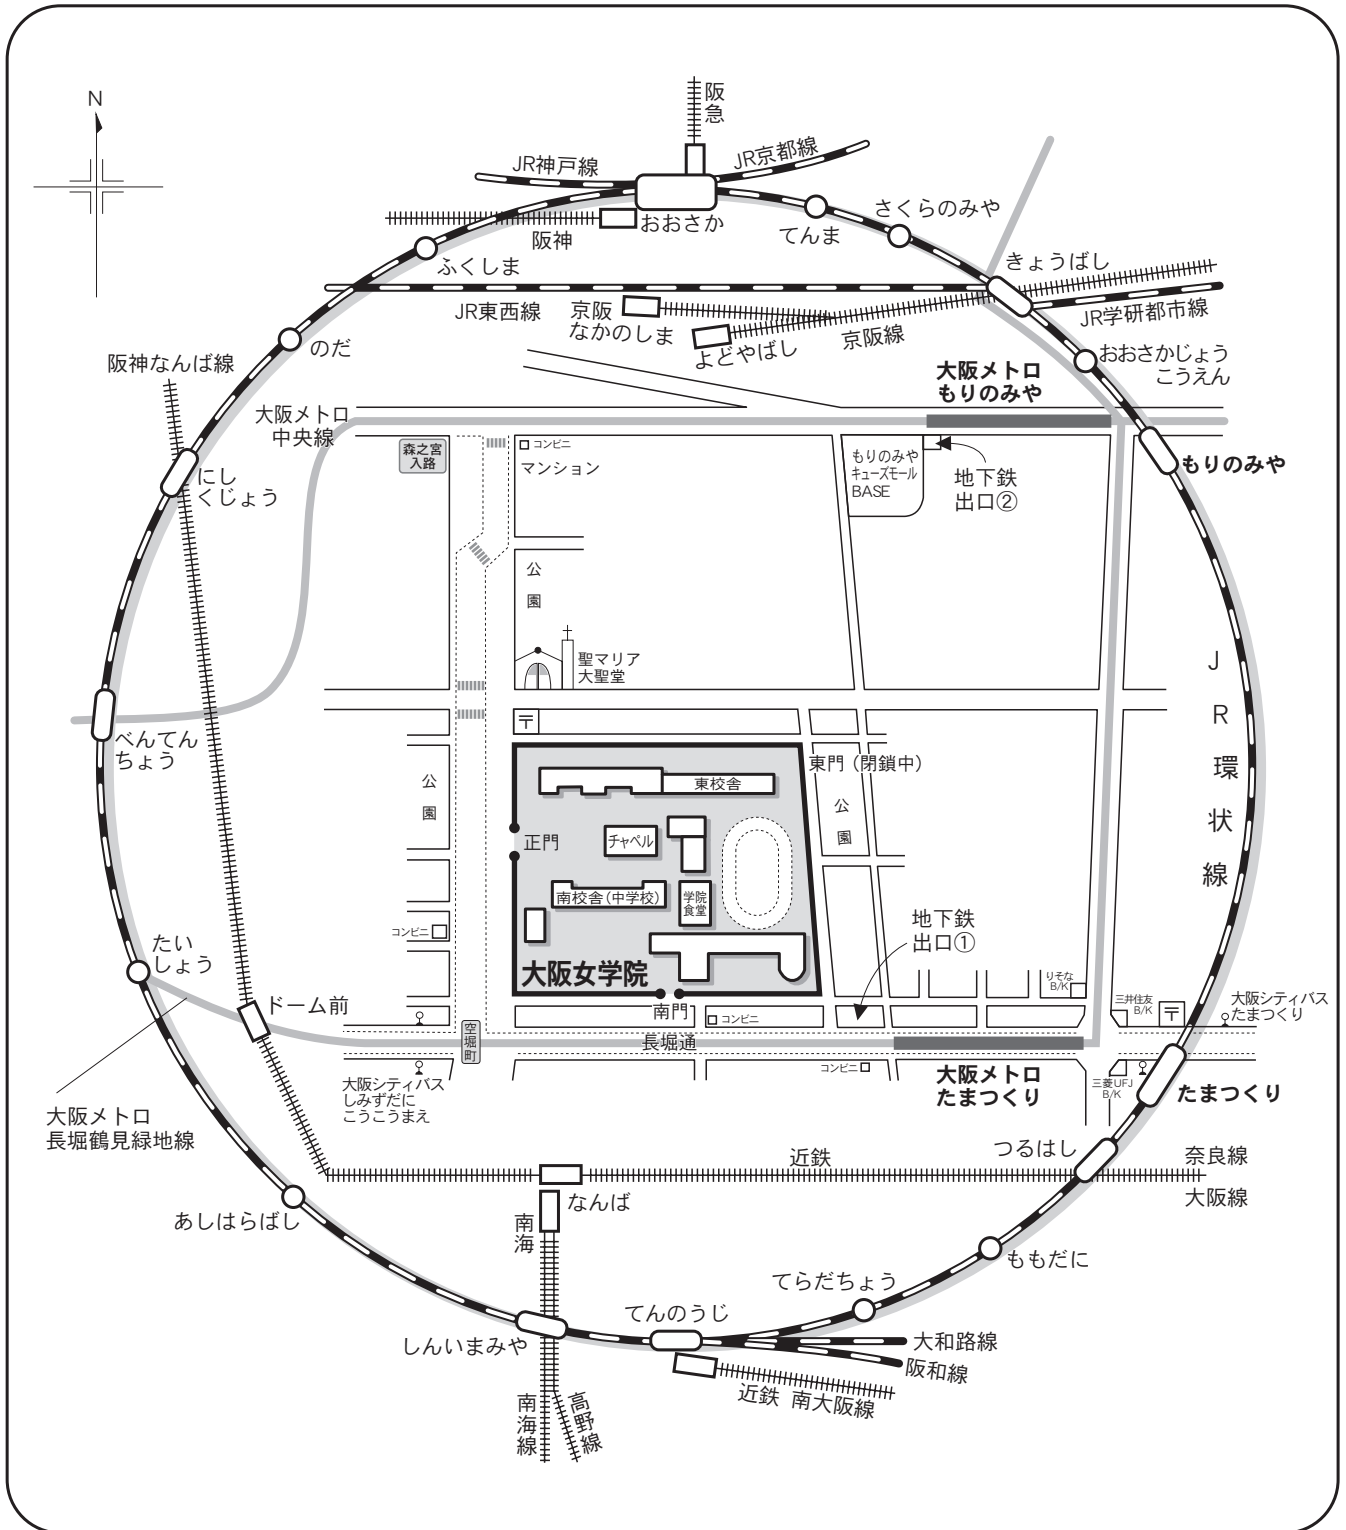 N
阪急
JR神戸線
JR京都線
さくらのみや
おおさか
てんま
阪神
ふくしま
きょうばし
JR東西線
京阪
なかのしま
よどやばし
京阪線
JR学研都市線
のだ
阪神なんば線
おおさかじょう
こうえん
大阪メトロ
もりのみや
大阪メトロ
中央線
森之宮
入路
コンビニ
マンション
もりのみや
キューズモール
BASE
地下鉄
出口②
もりのみや
にし
くじょう
公園
聖マリア
大聖堂
JR環状線
〒
べんてん
ちょう
東門（閉鎖中）
公園
東校舎
公園
正門
チャペル
南校舎（中学校）
学院
食堂
地下鉄
出口①
コンビニ
たい
しょう
大阪女学院
りそな
B/K
三井住友
B/K
〒
大阪シティバス
たまつくり
ドーム前
南門
コンビニ
空堀町
長堀通
コンビニ
大阪メトロ
たまつくり
三菱UFJ
B/K
たまつくり
大阪シティバス
しみずだに
こうこうまえ
大阪メトロ
長堀鶴見緑地線
つるはし
近鉄
奈良線
大阪線
なんば
南海
あしはらばし
ももだに
てらだちょう
てんのうじ
しんいまみや
大和路線
阪和線
近鉄 南大阪線
南海線
高野線